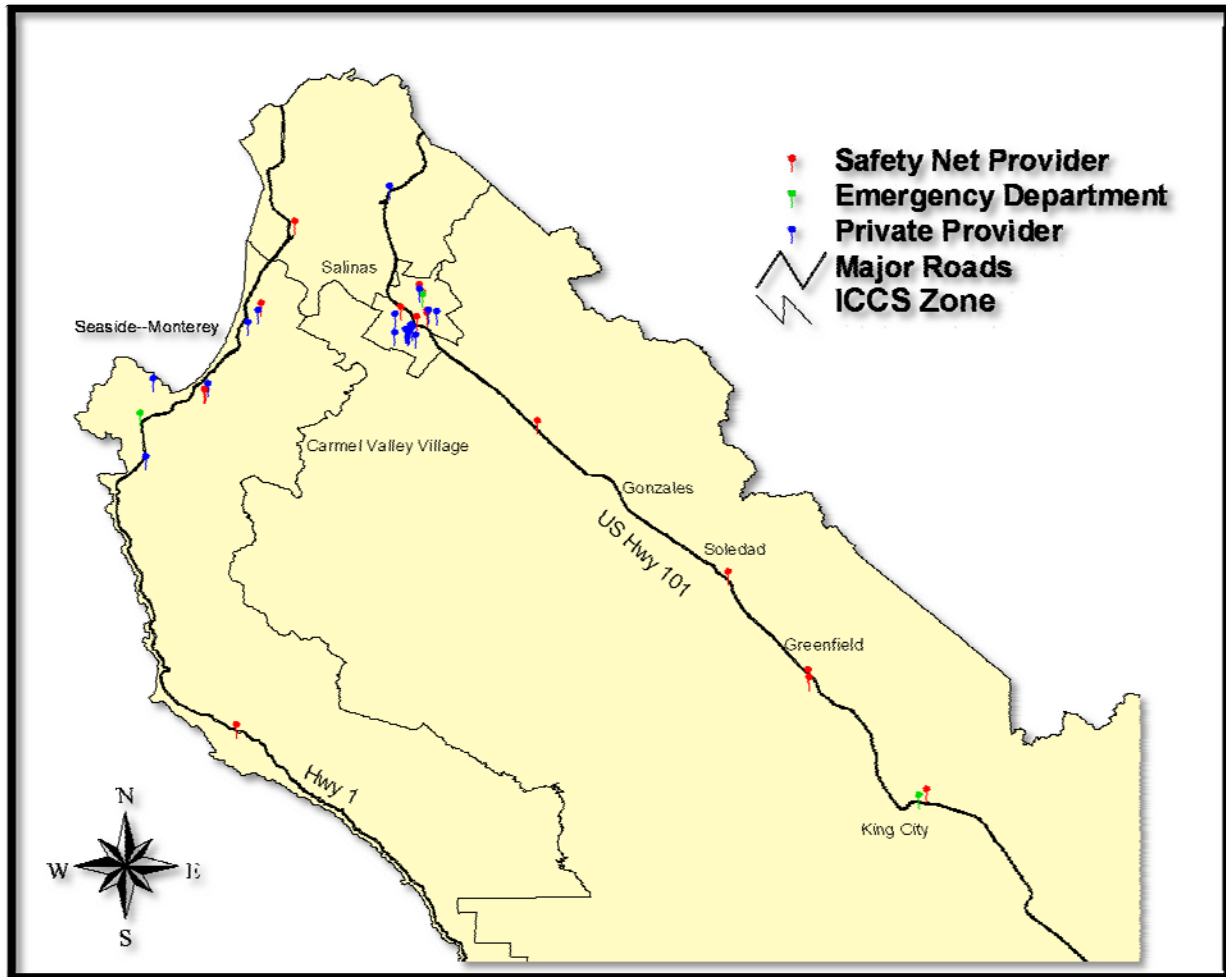 Safety Net Provider
Emergency Department
Private Provider
Major Roads
ICCS Zone
Salinas
Seaside--Monterey
Carmel Valley Village
Gonzales
US Hwy 101
Soledad
Greenfield
Hwy 1
King City
N
W E
S